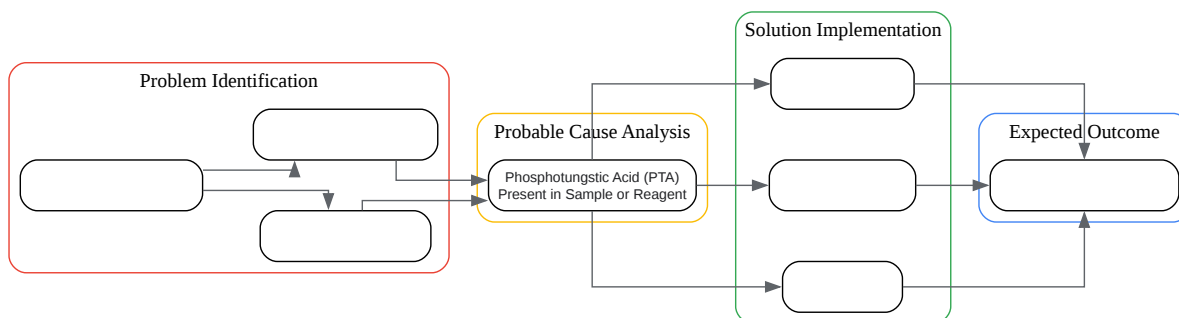 Solution Implementation
Problem Identification
Probable Cause Analysis
Expected Outcome
Phosphotungstic Acid (PTA)
Present in Sample or Reagent